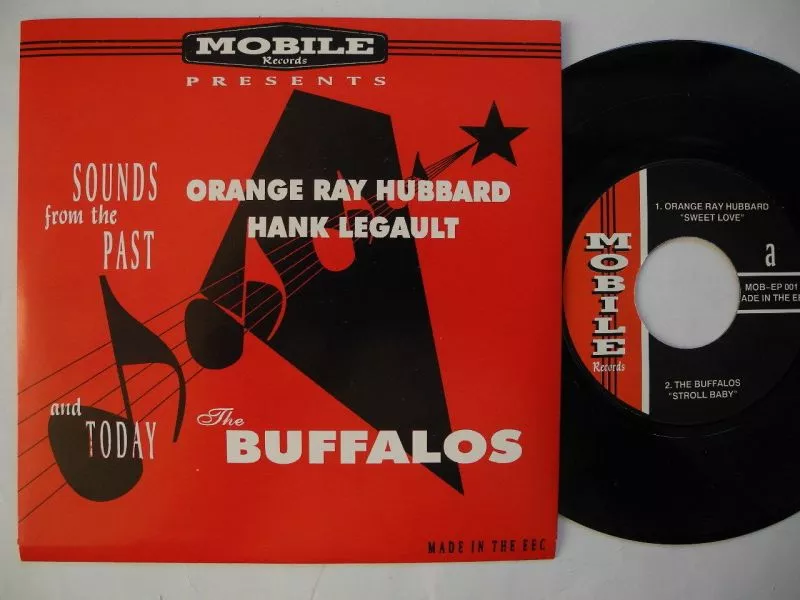 MOBILE
Records
PRESENTS
SOUNDS
from the
PAST
ORANGE RAY HUBBARD
HANK LEGAULT
and
TODAY
The
BUFFALOS
MADE IN THE EEC
MOBILE
Records
1. ORANGE RAY HUBBARD
"SWEET LOVE"
a
MOB-EP 001
2. THE BUFFALOS
"STROLL BABY"